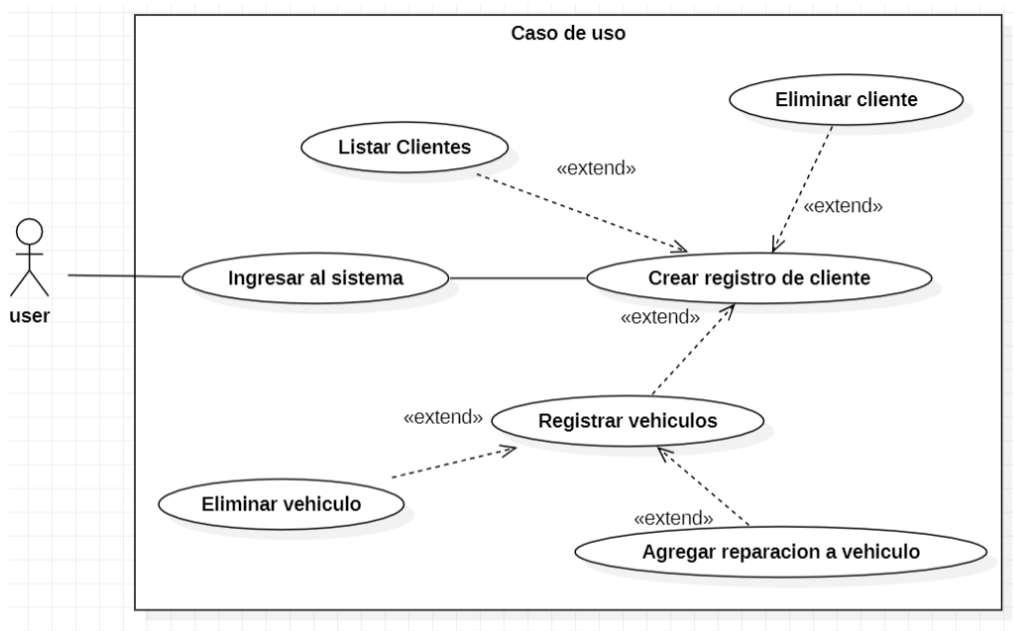 Caso de uso
Eliminar cliente
Listar Clientes
«extend»
«extend»
Ingresar al sistema
Crear registro de cliente
user
«extend»
«extend»
Registrar vehiculos
Eliminar vehiculo
«extend»
Agregar reparacion a vehiculo